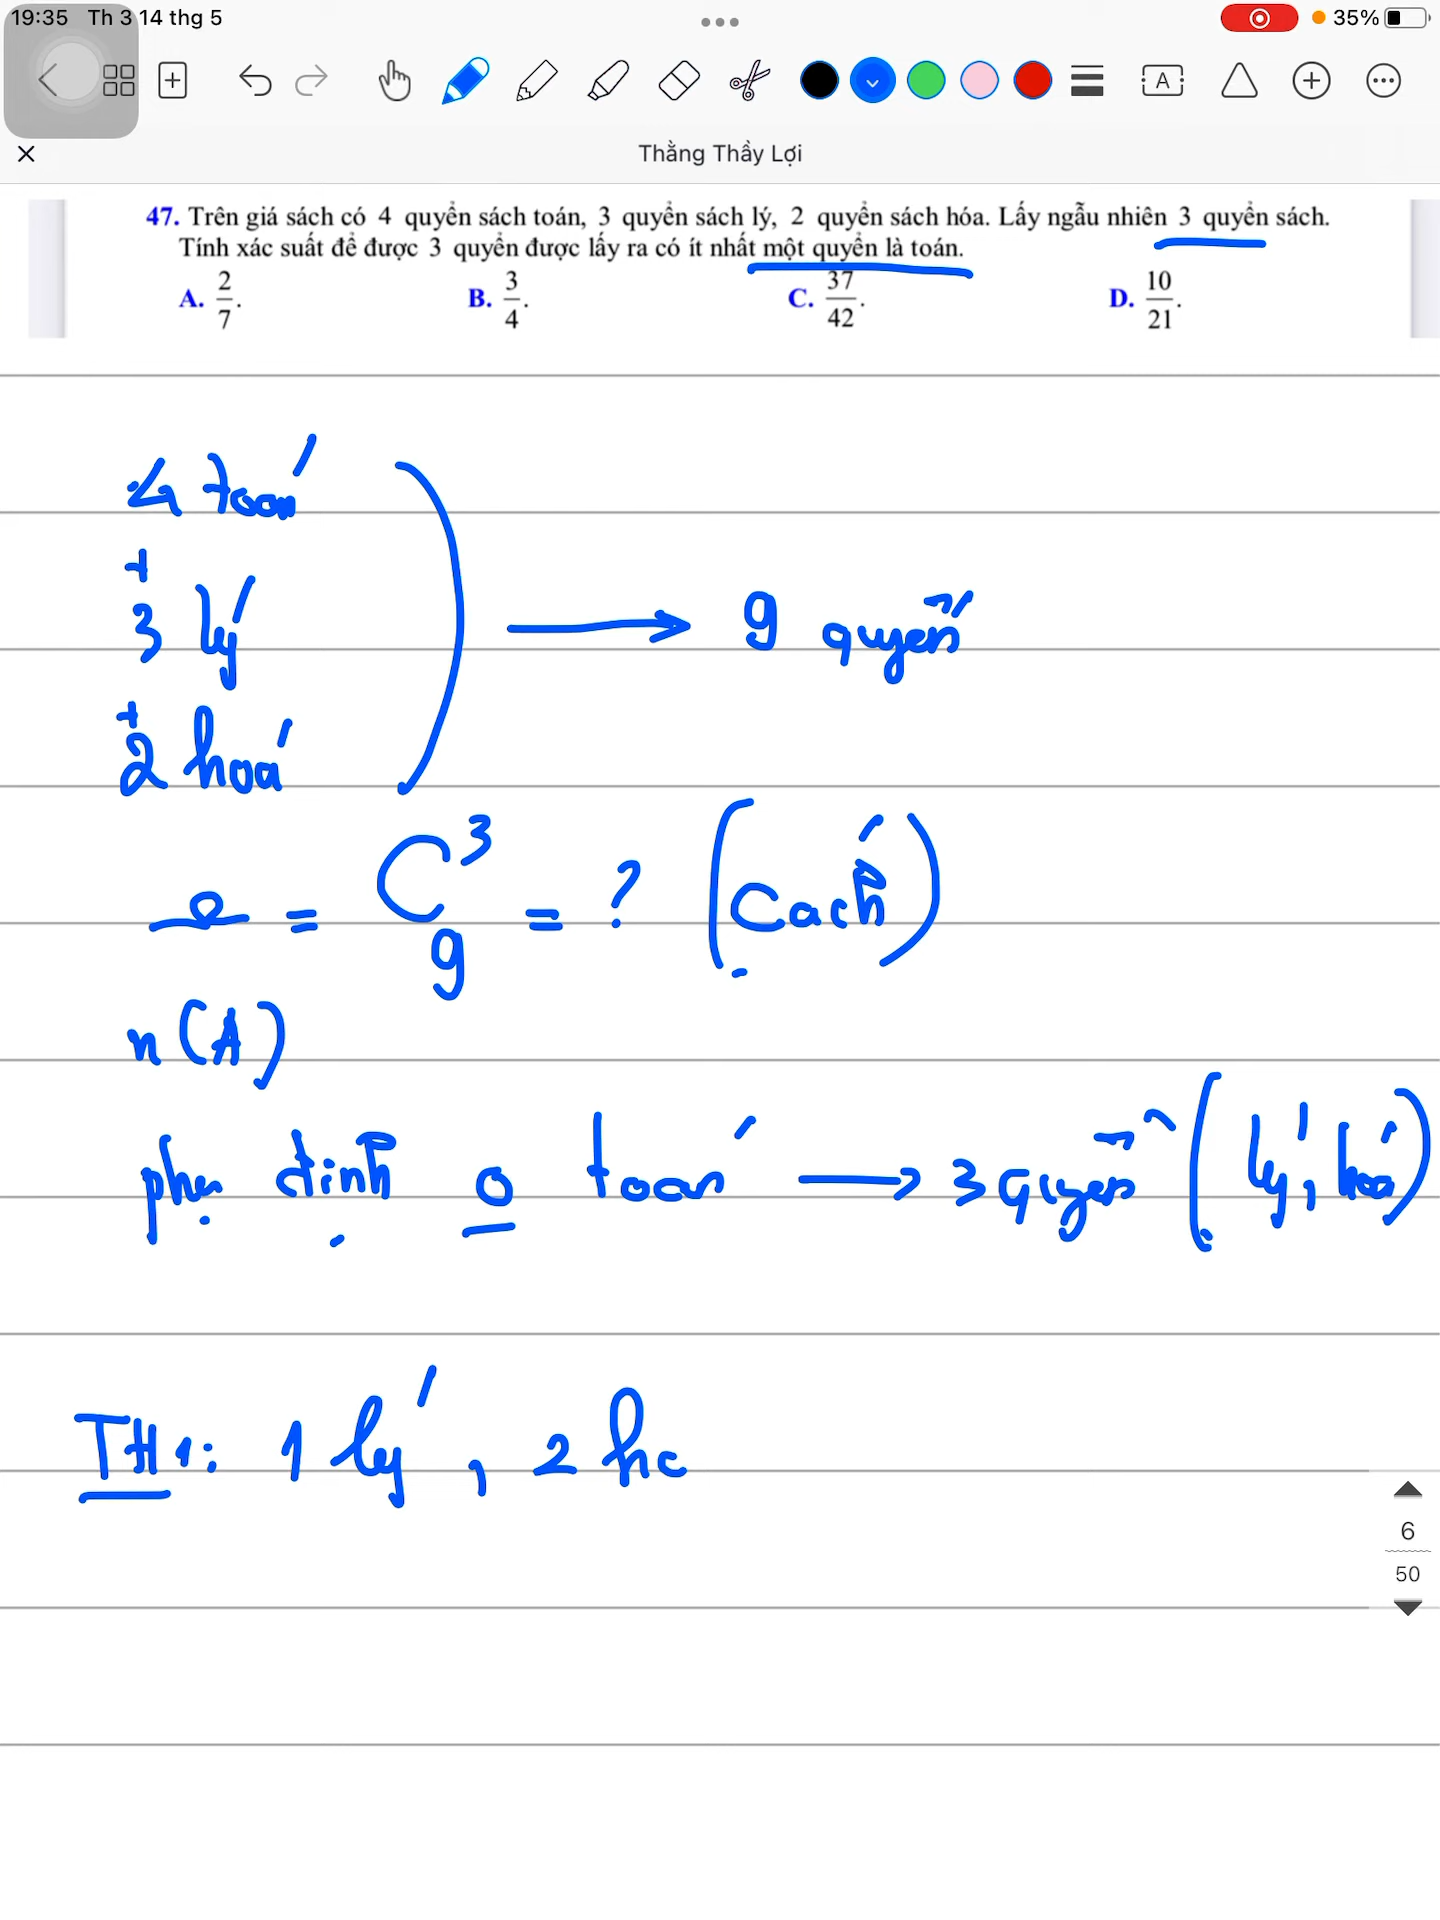 19:35 Th 3 14 thg 5
35%
A
Thằng Thầy Lợi
47. Trên giá sách có 4 quyển sách toán, 3 quyển sách lý, 2 quyển sách hóa. Lấy ngẫu nhiên 3 quyển sách.
Tính xác suất để được 3 quyển được lấy ra có ít nhất một quyển là toán.
A. 2/7. B. 3/4. C. 37/42. D. 10/21.
4 toán
+
3 lý
+
2 hoá
9 quyển
Ω = C³₉ = ? (Cách)
n(A)
phụ định 0 toán → 3 quyển (lý, hoá)
TH1: 1 lý, 2 hc
6
50